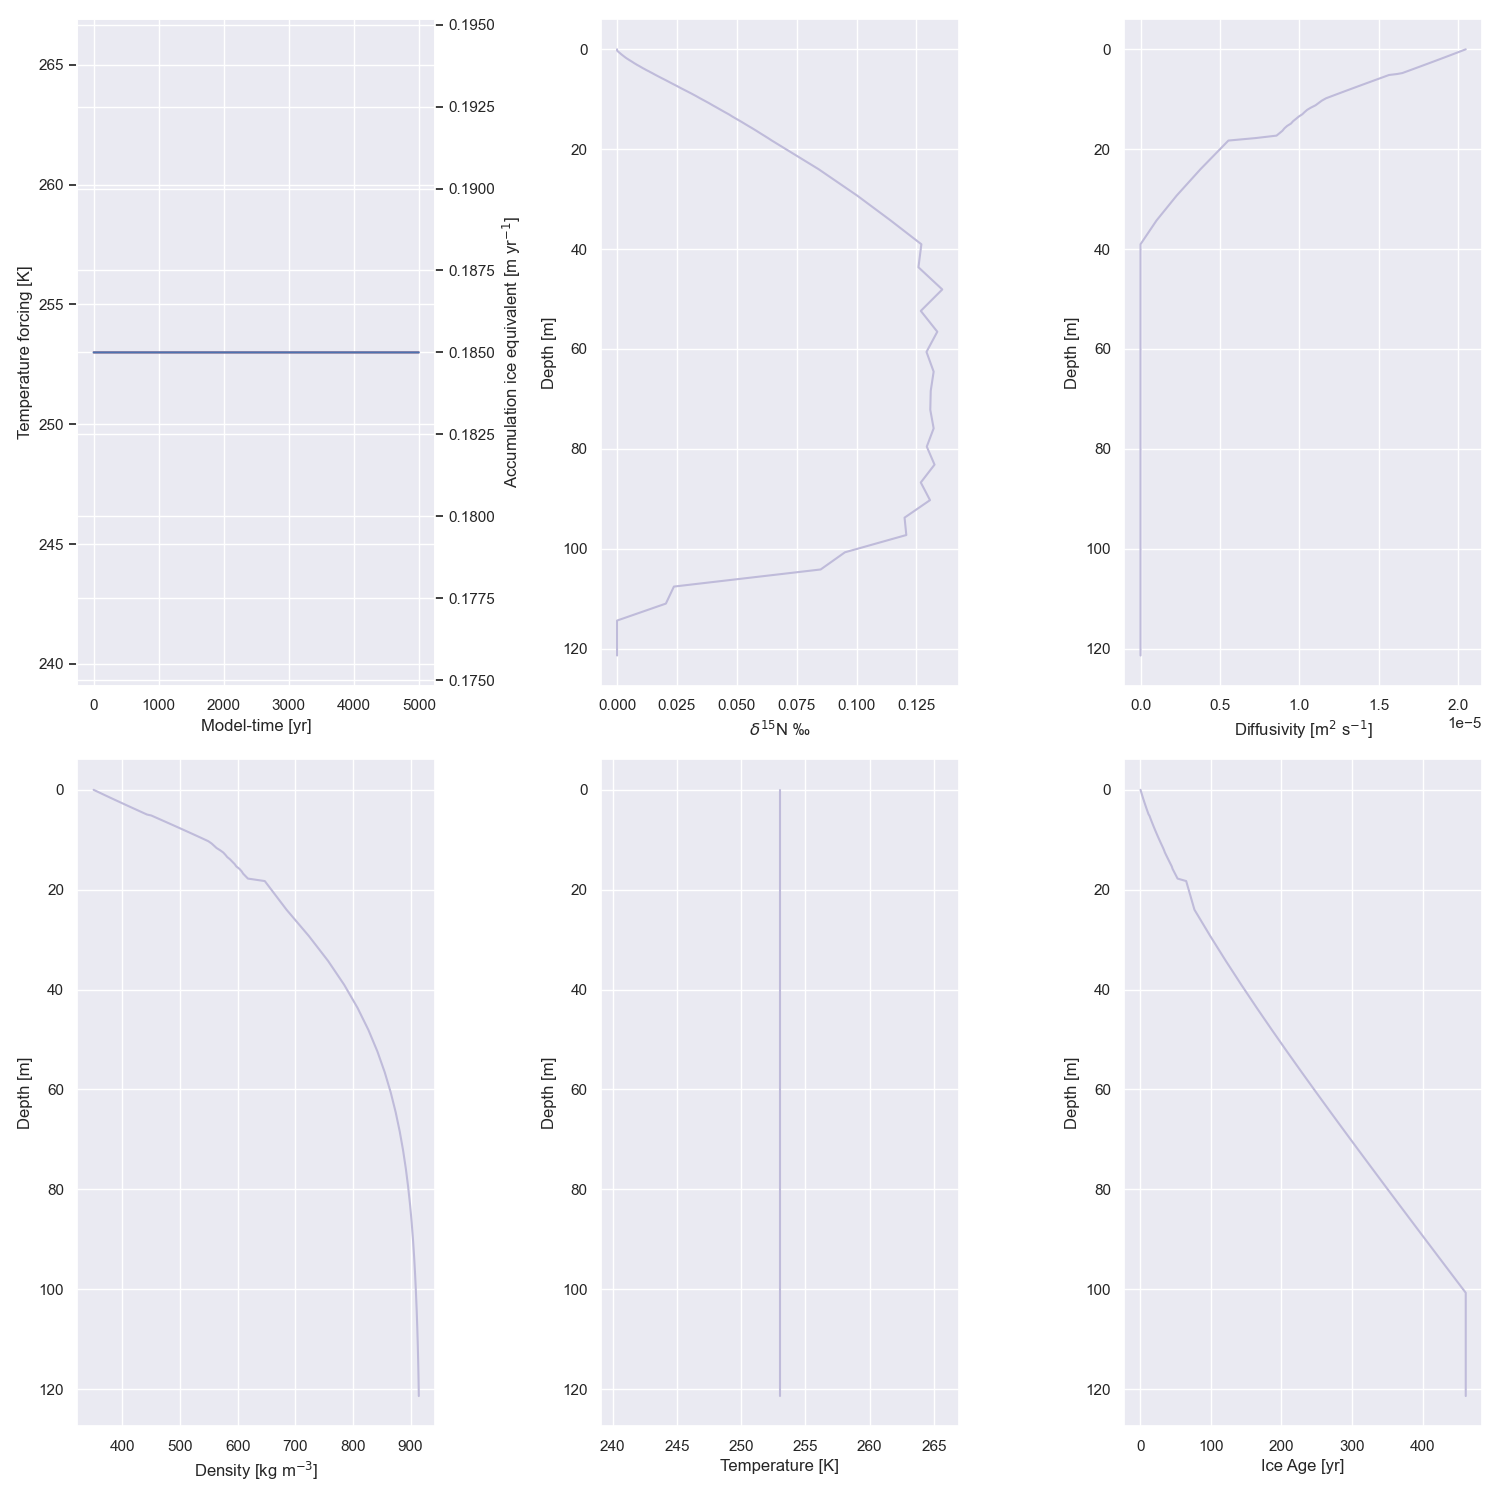 265
260
255
250
245
240
Temperature forcing [K]
0.1950
0.1925
0.1900
0.1875
0.1850
0.1825
0.1800
0.1775
0.1750
Accumulation ice equivalent [m yr⁻¹]
0 1000 2000 3000 4000 5000
Model-time [yr]
0
20
40
60
80
100
120
Depth [m]
0.000 0.025 0.050 0.075 0.100 0.125
δ¹⁵N ‰
0
20
40
60
80
100
120
Depth [m]
0.0 0.5 1.0 1.5 2.0
1e−5
Diffusivity [m² s⁻¹]
0
20
40
60
80
100
120
Depth [m]
400 500 600 700 800 900
Density [kg m⁻³]
0
20
40
60
80
100
120
Depth [m]
240 245 250 255 260 265
Temperature [K]
0
20
40
60
80
100
120
Depth [m]
0 100 200 300 400
Ice Age [yr]